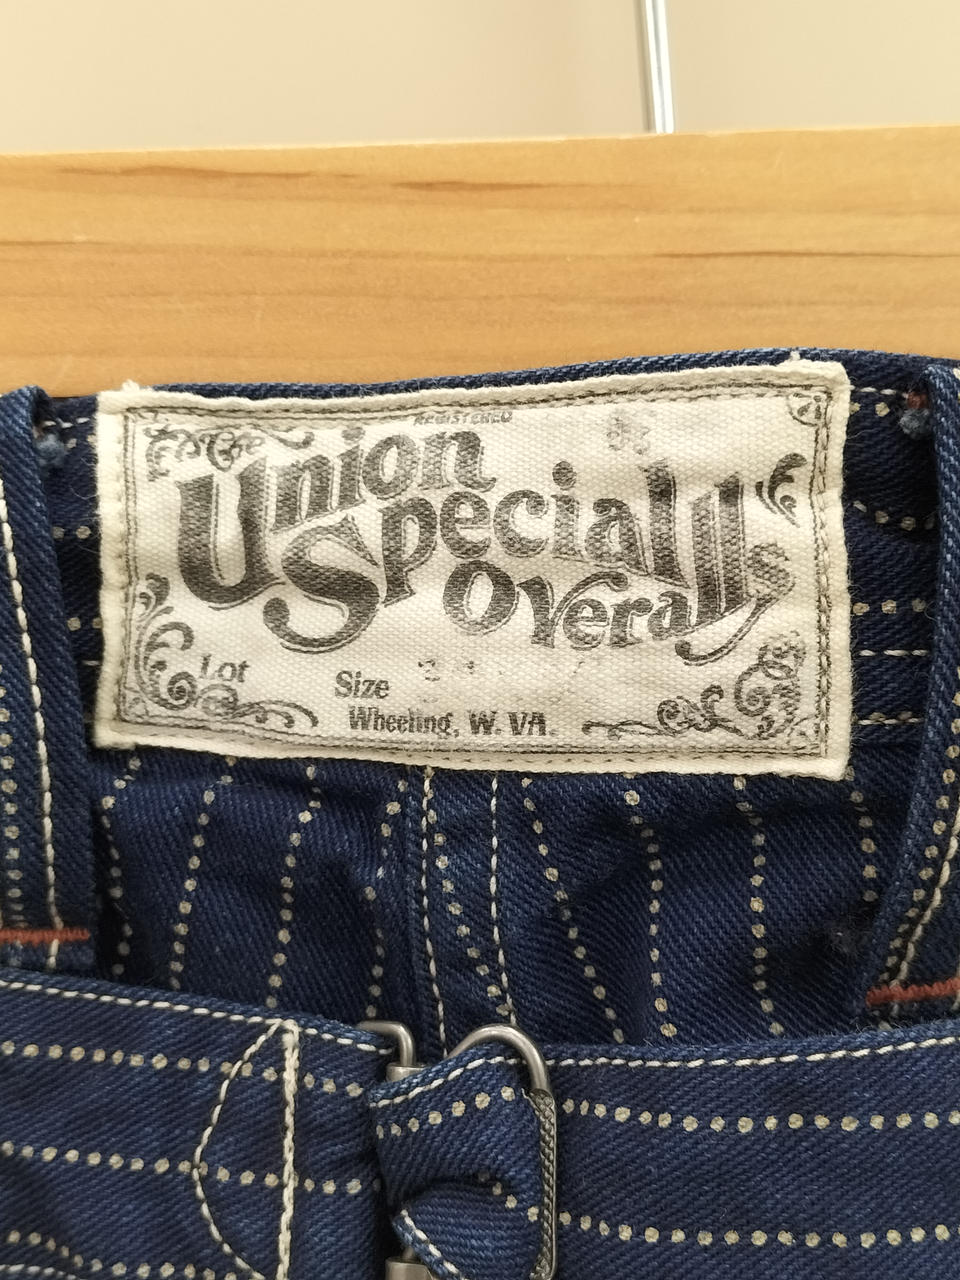 REGISTERED
Union
Special
Overalls
Lot
Size
Wheeling, W. VA.